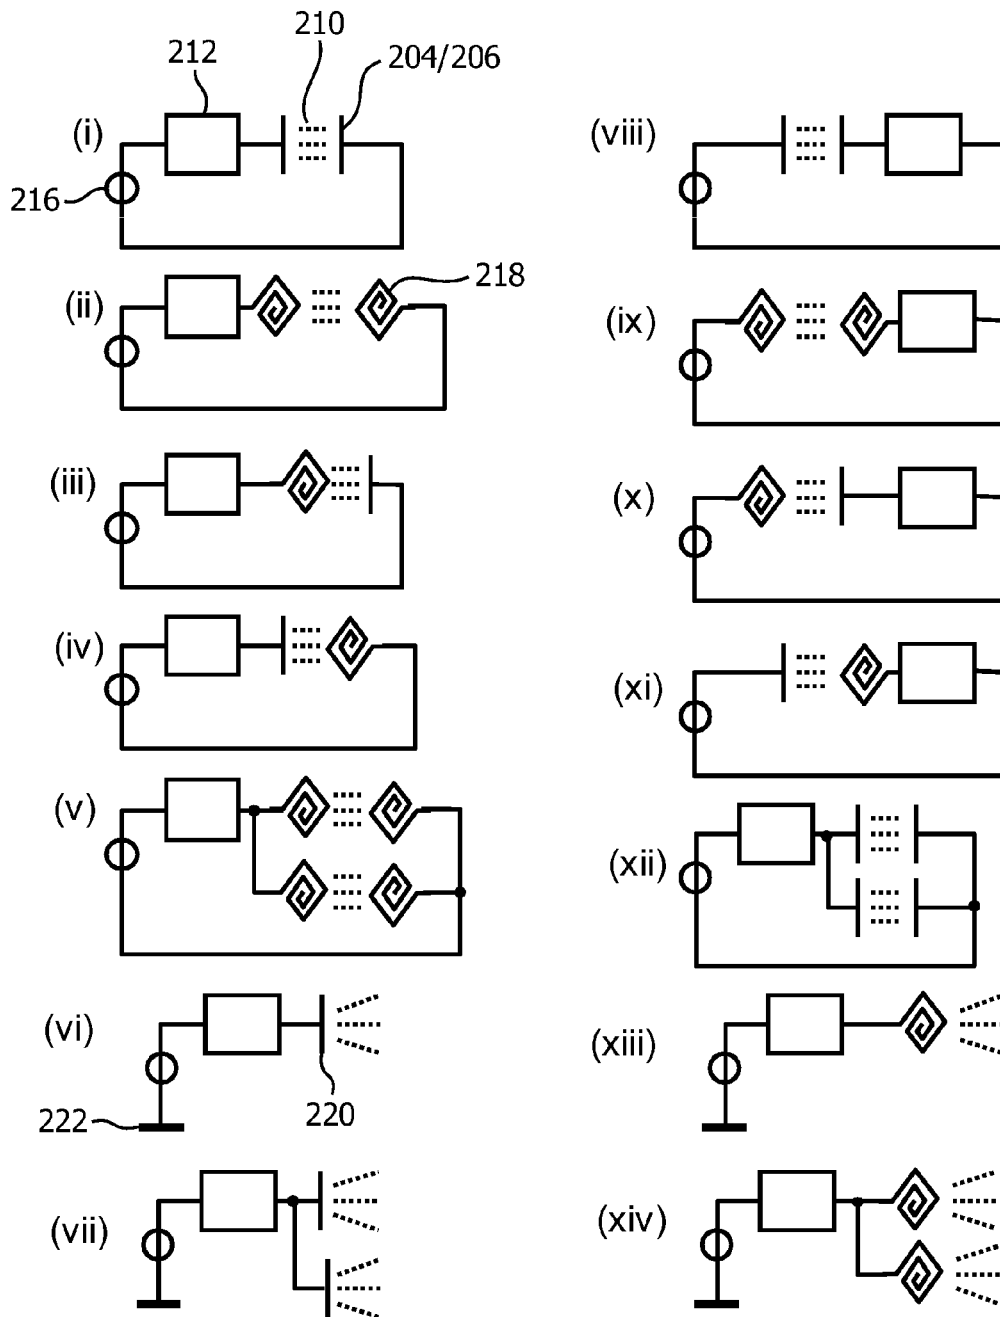 210
212
204/206
(i)
(viii)
216
(ii)
218
(ix)
(iii)
(x)
(iv)
(xi)
(v)
(xii)
(vi)
(xiii)
222
220
(vii)
(xiv)